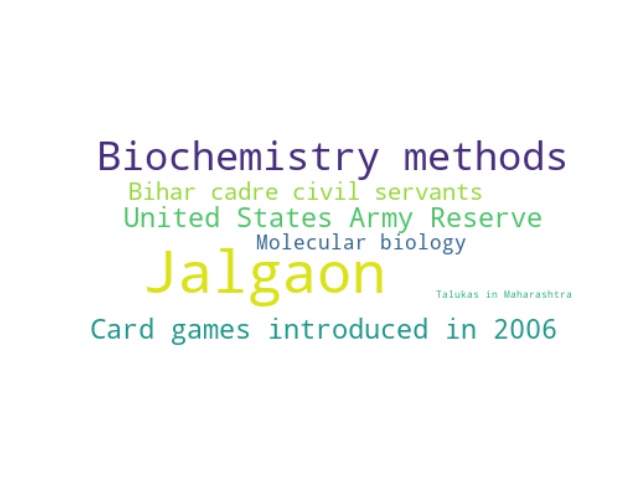 Biochemistry methods
Bihar cadre civil servants
United States Army Reserve
Molecular biology
Jalgaon
Talukas in Maharashtra
Card games introduced in 2006